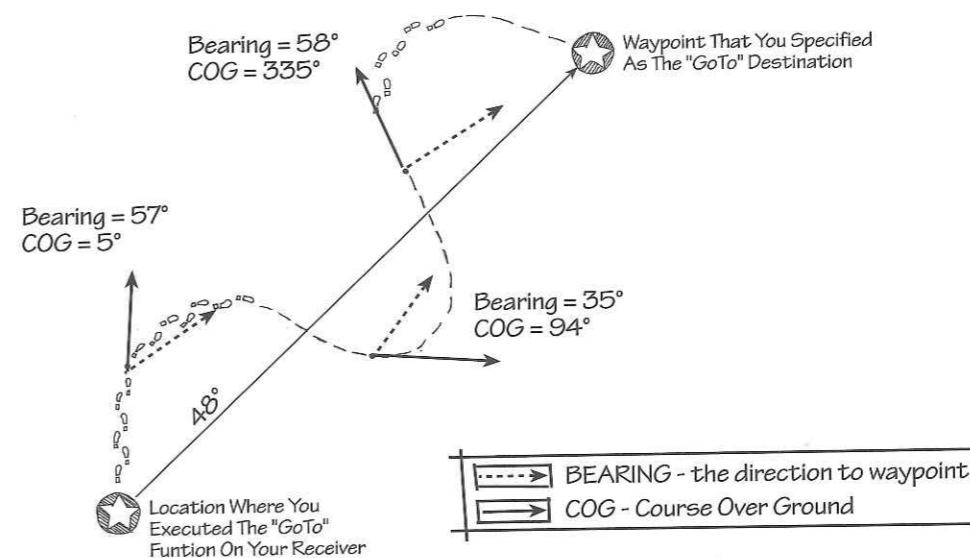 Bearing = 58°
COG = 335°
Waypoint That You Specified
As The "GoTo" Destination
Bearing = 57°
COG = 5°
Bearing = 35°
COG = 94°
48°
Location Where You
Executed The "GoTo"
Funtion On Your Receiver
BEARING - the direction to waypoint
COG - Course Over Ground